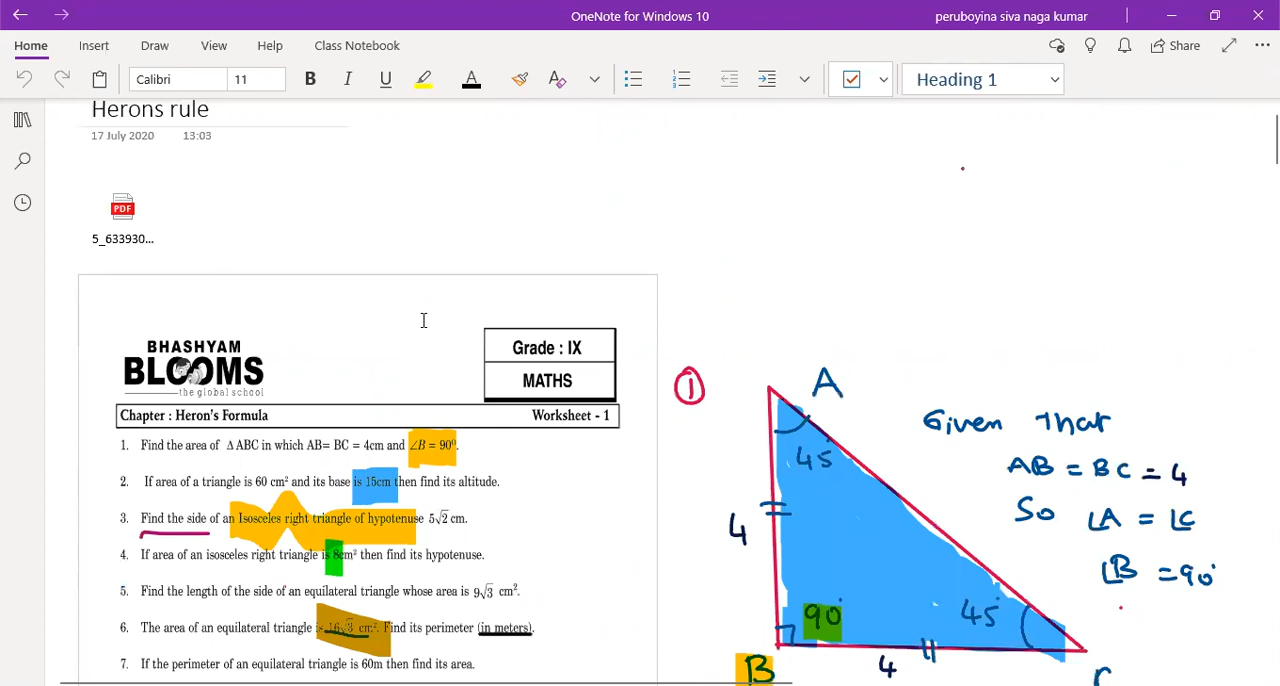 OneNote for Windows 10
peruboyina siva naga kumar
Home Insert Draw View Help Class Notebook
Share
Calibri 11 B I U A A Heading 1
Herons rule
17 July 2020 13:03
PDF
5_633930...
BHASHYAM
BLOOMS
the global school
Grade : IX
MATHS
Chapter : Heron's Formula Worksheet - 1
1. Find the area of Δ ABC in which AB= BC = 4cm and ∠B = 90⁰.
2. If area of a triangle is 60 cm² and its base is 15cm then find its altitude.
3. Find the side of an Isosceles right triangle of hypotenuse 5√2 cm.
4. If area of an isosceles right triangle is 8cm² then find its hypotenuse.
5. Find the length of the side of an equilateral triangle whose area is 9√3 cm².
6. The area of an equilateral triangle is 16√3 cm². Find its perimeter (in meters).
7. If the perimeter of an equilateral triangle is 60m then find its area.
①
A
45°
4
90°
45°
B
4
Given that
AB = BC = 4
So ∠A = ∠C
∠B = 90°